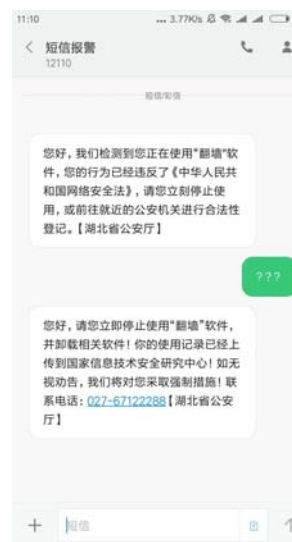 11:10
... 3.77K/s
短信报警
12110
短信/彩信
您好，我们检测到您正在使用“翻墙”软
件，您的行为已经违反了《中华人民共
和国网络安全法》，请您立刻停止使
用，或前往就近的公安机关进行合法性
登记。【湖北省公安厅】
???
您好，请您立即停止使用“翻墙”软件，
并卸载相关软件！你的使用记录已经上
传到国家信息技术安全研究中心！如无
视劝告，我们将对您采取强制措施！联
系电话：027-67122288【湖北省公安
厅】
短信